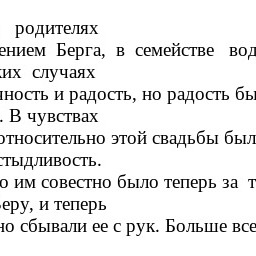 родителях
ением Берга, в семействе вод
ких случаях
ность и радость, но радость бы
. В чувствах
относительно этой свадьбы был
стыдливость.
о им совестно было теперь за т
еру, и теперь
но сбывали ее с рук. Больше все